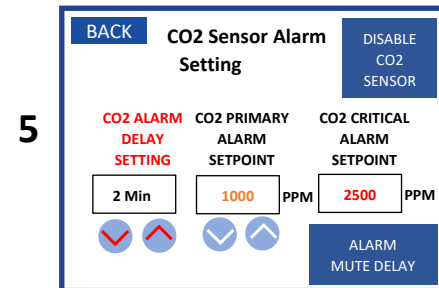 5
BACK
CO2 Sensor Alarm
Setting
DISABLE
CO2
SENSOR
CO2 ALARM
DELAY
SETTING
CO2 PRIMARY
ALARM
SETPOINT
CO2 CRITICAL
ALARM
SETPOINT
2 Min
1000
PPM
2500
PPM
ALARM
MUTE DELAY